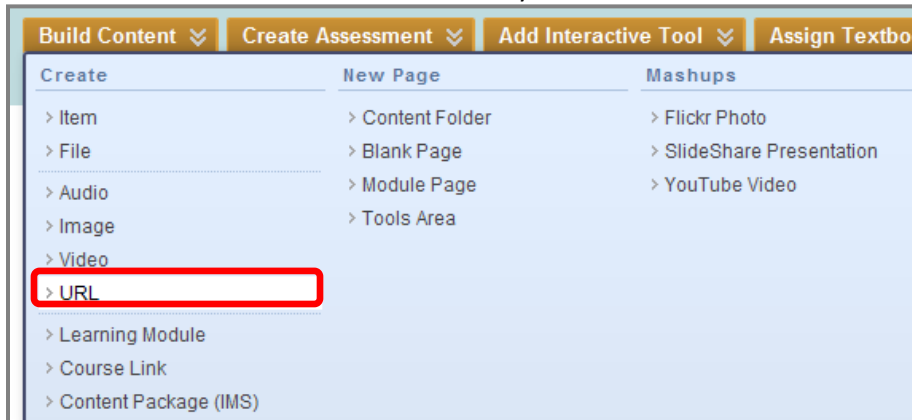 Build Content Create Assessment Add Interactive Tool Assign Textbo
Create
> Item
> File
> Audio
> Image
> Video
> URL
> Learning Module
> Course Link
> Content Package (IMS)
New Page
> Content Folder
> Blank Page
> Module Page
> Tools Area
Mashups
> Flickr Photo
> SlideShare Presentation
> YouTube Video